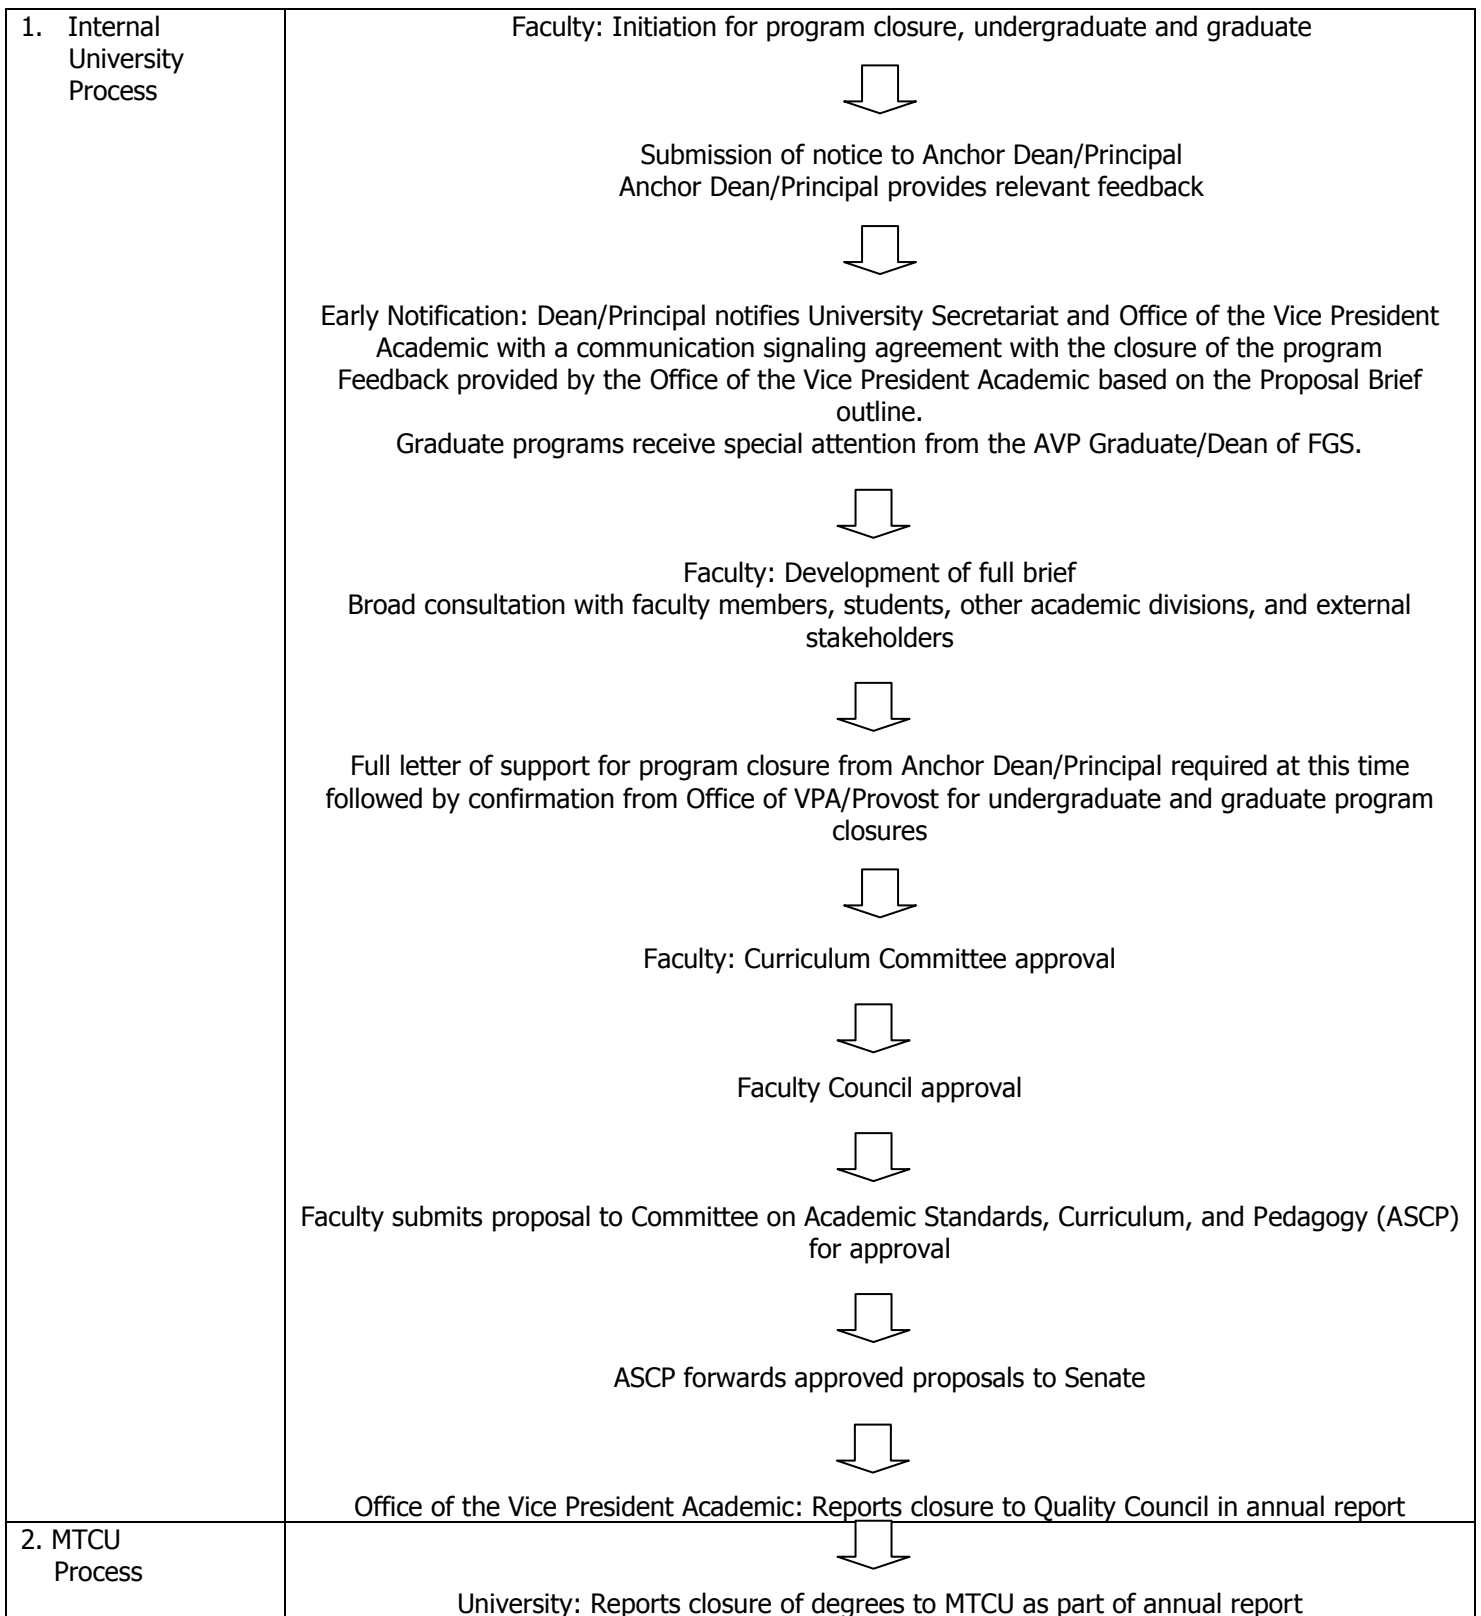 1. Internal
University
Process
Faculty: Initiation for program closure, undergraduate and graduate
Submission of notice to Anchor Dean/Principal
Anchor Dean/Principal provides relevant feedback
Early Notification: Dean/Principal notifies University Secretariat and Office of the Vice President
Academic with a communication signaling agreement with the closure of the program
Feedback provided by the Office of the Vice President Academic based on the Proposal Brief
outline.
Graduate programs receive special attention from the AVP Graduate/Dean of FGS.
Faculty: Development of full brief
Broad consultation with faculty members, students, other academic divisions, and external
stakeholders
Full letter of support for program closure from Anchor Dean/Principal required at this time
followed by confirmation from Office of VPA/Provost for undergraduate and graduate program
closures
Faculty: Curriculum Committee approval
Faculty Council approval
Faculty submits proposal to Committee on Academic Standards, Curriculum, and Pedagogy (ASCP)
for approval
ASCP forwards approved proposals to Senate
Office of the Vice President Academic: Reports closure to Quality Council in annual report
2. MTCU
Process
University: Reports closure of degrees to MTCU as part of annual report